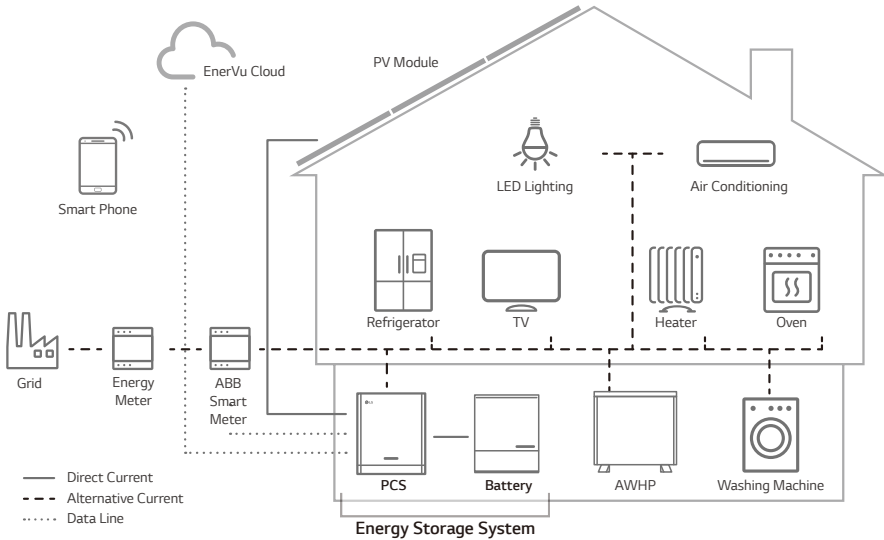 EnerVu Cloud
PV Module
Smart Phone
LED Lighting
Air Conditioning
Refrigerator
TV
Heater
Oven
Grid
Energy
Meter
ABB
Smart
Meter
LG
PCS
Battery
AWHP
Washing Machine
Direct Current
Alternative Current
Data Line
Energy Storage System